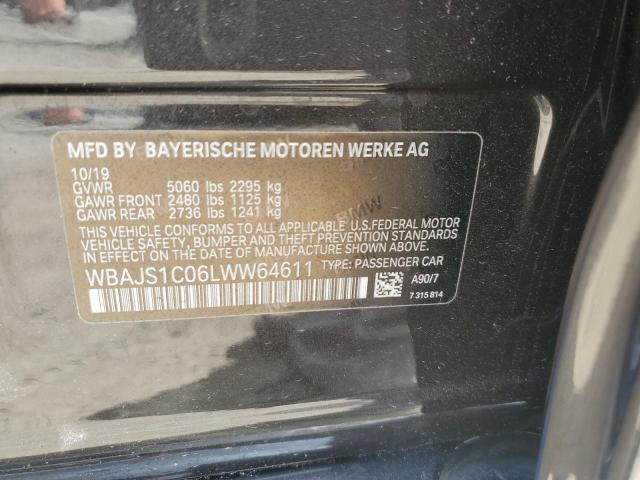 MFD BY BAYERISCHE MOTOREN WERKE AG
10/19
GVWR 5060 lbs 2295 kg
GAWR FRONT 2480 lbs 1125 kg
GAWR REAR 2736 lbs 1241 kg
THIS VEHICLE CONFORMS TO ALL APPLICABLE U.S. FEDERAL MOTOR
VEHICLE SAFETY, BUMPER AND THEFT PREVENTION STANDARDS
IN EFFECT ON THE DATE OF MANUFACTURE SHOWN ABOVE.
WBAJS1C06LWW64611 TYPE: PASSENGER CAR
A90/7
7 315 814
BMW